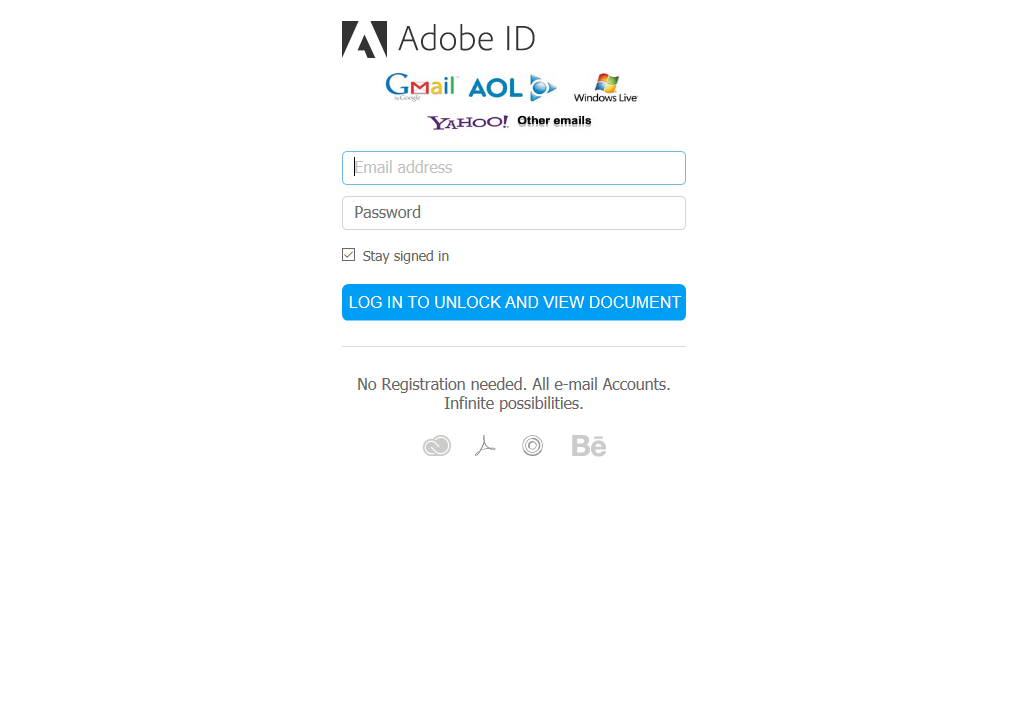 Adobe ID
Gmail AOL Windows Live
by Google
YAHOO! Other emails
Email address
Password
Stay signed in
LOG IN TO UNLOCK AND VIEW DOCUMENT
No Registration needed. All e-mail Accounts.
Infinite possibilities.
Bē